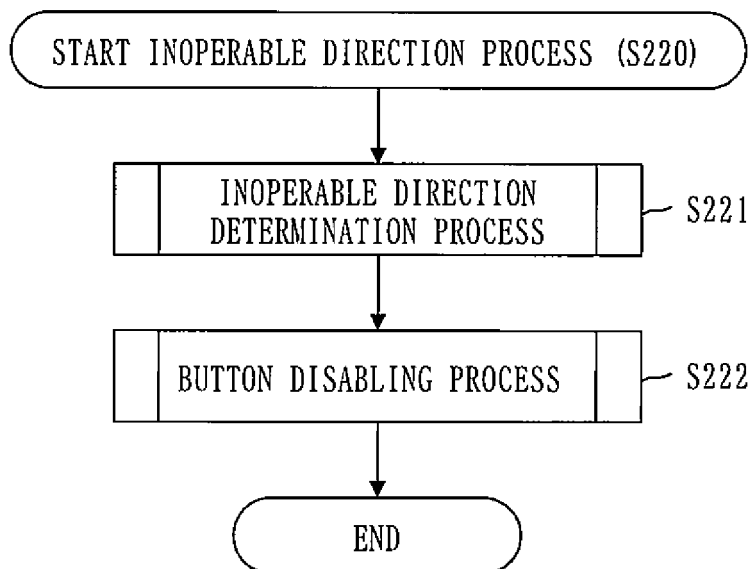 START INOPERABLE DIRECTION PROCESS (S220)
INOPERABLE DIRECTION
DETERMINATION PROCESS
S221
BUTTON DISABLING PROCESS
S222
END